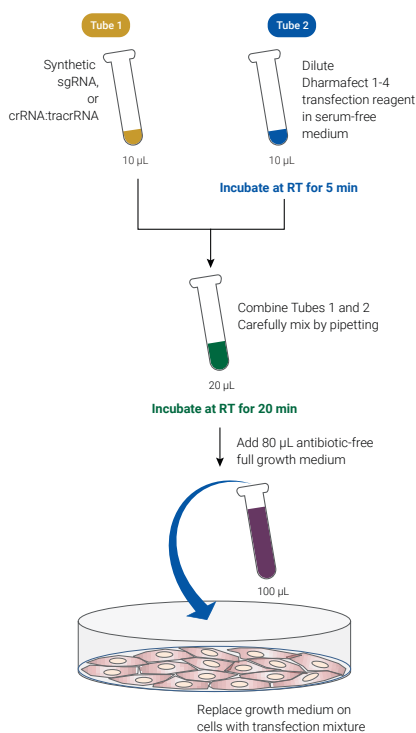 Tube 1
Tube 2
Synthetic
sgRNA,
or
crRNA:tracrRNA
Dilute
Dharmafect 1-4
transfection reagent
in serum-free
medium
10 µL
10 µL
Incubate at RT for 5 min
Combine Tubes 1 and 2
Carefully mix by pipetting
20 µL
Incubate at RT for 20 min
Add 80 µL antibiotic-free
full growth medium
100 µL
Replace growth medium on
cells with transfection mixture